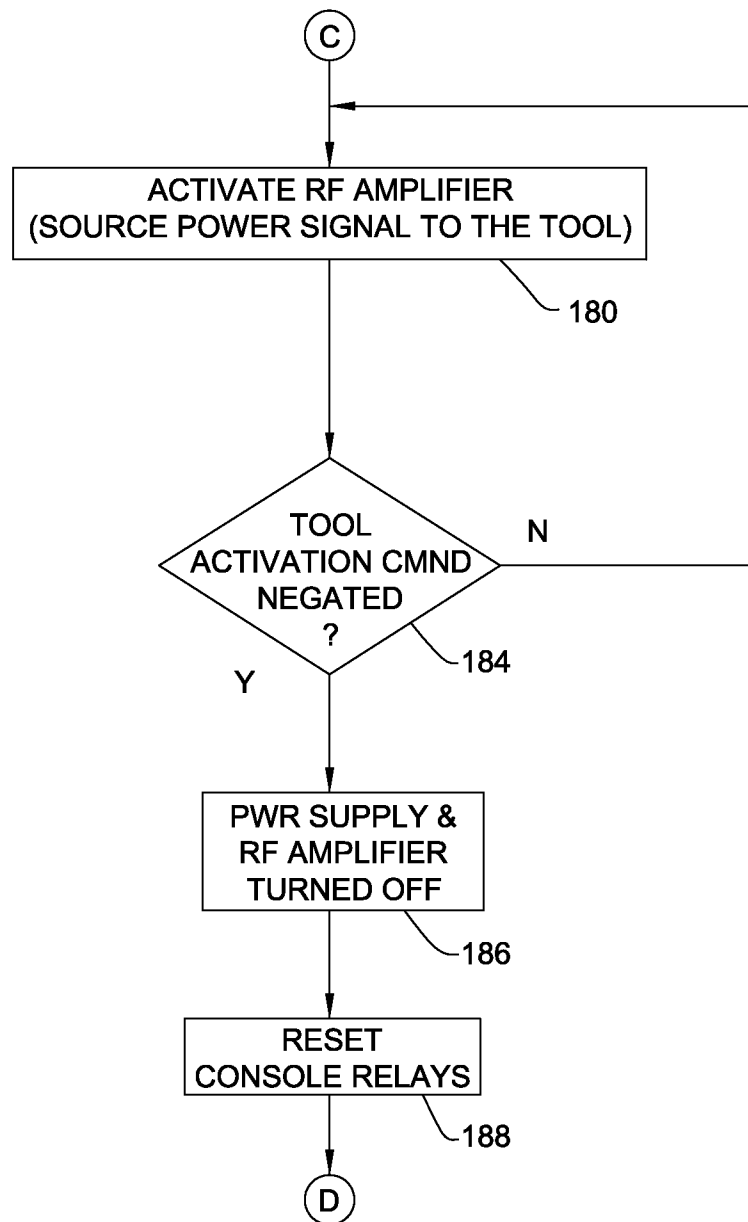 C
ACTIVATE RF AMPLIFIER
(SOURCE POWER SIGNAL TO THE TOOL)
180
TOOL
ACTIVATION CMND
NEGATED
?
N
184
Y
PWR SUPPLY &
RF AMPLIFIER
TURNED OFF
186
RESET
CONSOLE RELAYS
188
D